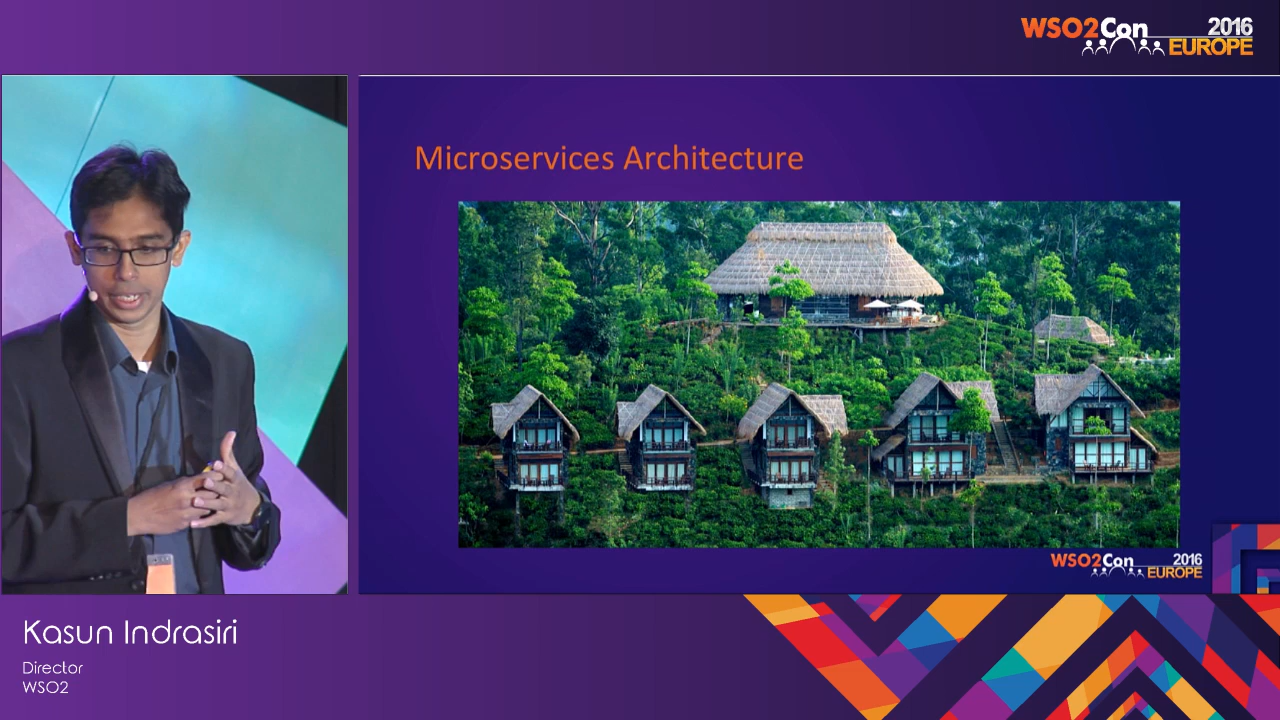 WSO2Con 2016
EUROPE
Microservices Architecture
WSO2Con 2016
EUROPE
Kasun Indrasiri
Director
WSO2